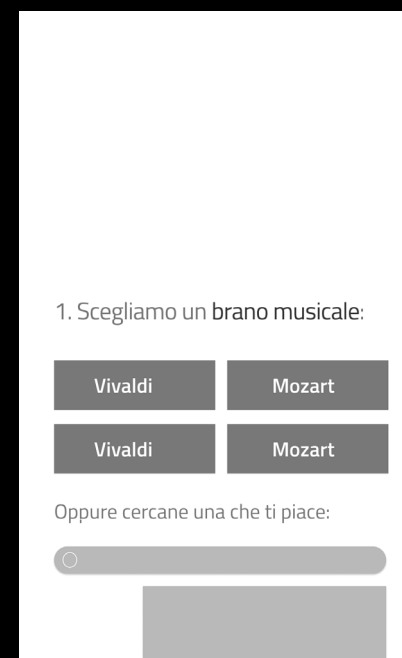 1. Scegliamo un brano musicale:
Vivaldi Mozart
Vivaldi Mozart
Oppure cercane una che ti piace: